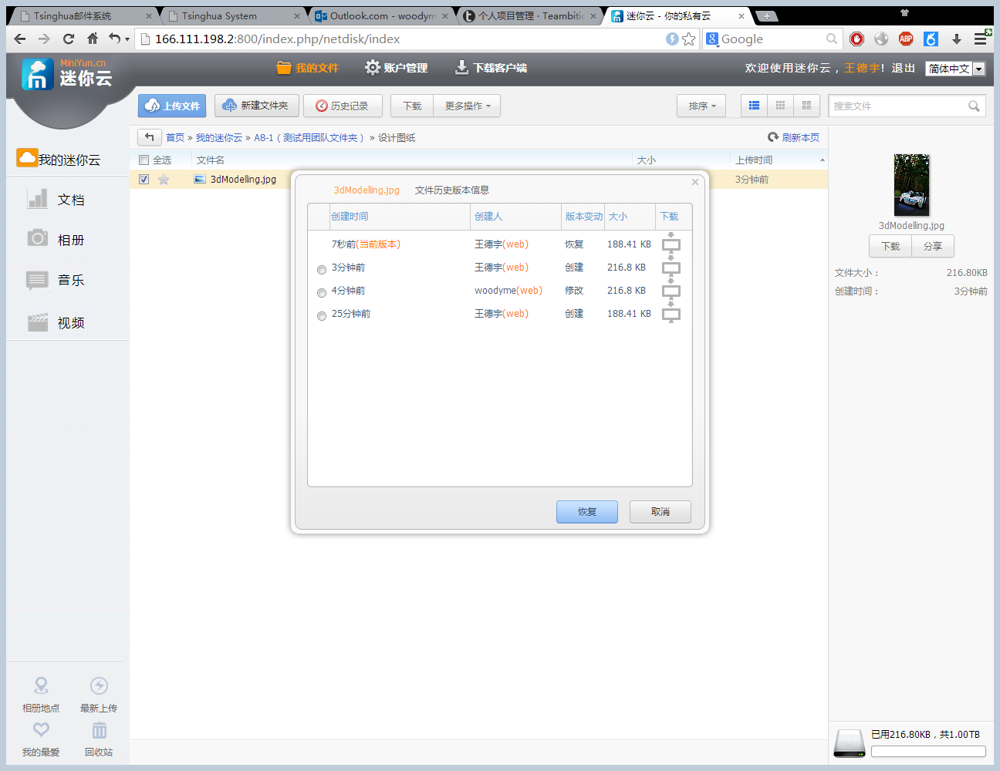 Tsinghua邮件系统
Tsinghua System
Outlook.com - woodym
个人项目管理 · Teambiti
迷你云 - 你的私有云
166.111.198.2:800/index.php/netdisk/index
Google
ABP
MiniYun.cn
迷你云
我的文件
账户管理
下载客户端
欢迎使用迷你云，王德宇! 退出
简体中文
上传文件
新建文件夹
历史记录
下载
更多操作
排序
搜索文件
首页 » 我的迷你云 » A8-1（测试用团队文件夹） » 设计图纸
刷新本页
我的迷你云
文档
相册
音乐
视频
全选
文件名
大小
上传时间
3dModelling.jpg
3分钟前
3dModelling.jpg 文件历史版本信息
创建时间 创建人 版本变动 大小 下载
7秒前(当前版本) 王德宇(web) 恢复 188.41 KB
3分钟前 王德宇(web) 创建 216.8 KB
4分钟前 woodyme(web) 修改 216.8 KB
25分钟前 王德宇(web) 创建 188.41 KB
恢复
取消
3dModelling.jpg
下载
分享
文件大小： 216.80KB
创建时间： 3分钟前
相册地点
最新上传
我的最爱
回收站
已用216.80KB，共1.00TB